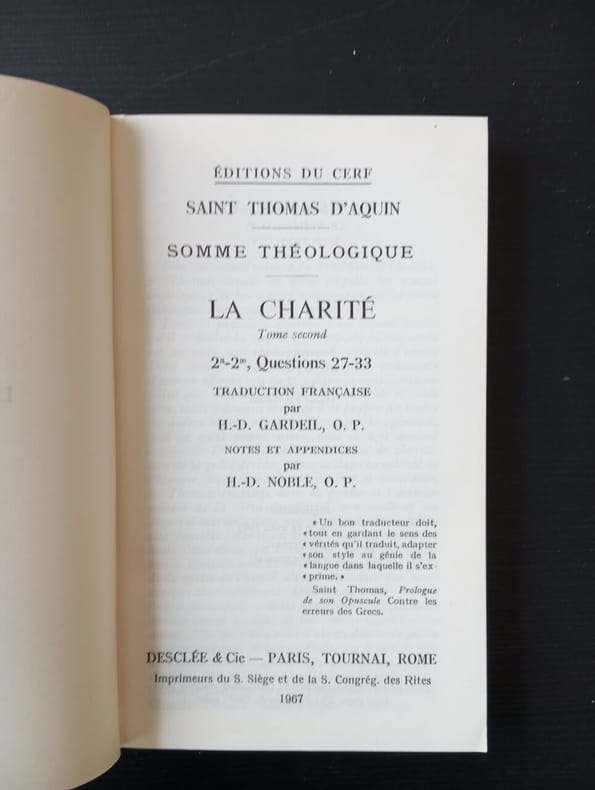 ÉDITIONS DU CERF
SAINT THOMAS D'AQUIN
SOMME THÉOLOGIQUE
LA CHARITÉ
Tome second
2ª-2ᵃᵉ, Questions 27-33
TRADUCTION FRANÇAISE
par
H.-D. GARDEIL, O. P.
NOTES ET APPENDICES
par
H.-D. NOBLE, O. P.
« Un bon traducteur doit,
« tout en gardant le sens des
« vérités qu'il traduit, adapter
« son style au génie de la
« langue dans laquelle il s'ex-
« prime. »
Saint Thomas, Prologue
de son Opuscule Contre les
erreurs des Grecs.
DESCLÉE & Cie — PARIS, TOURNAI, ROME
Imprimeurs du S. Siège et de la S. Congrég. des Rites
1967